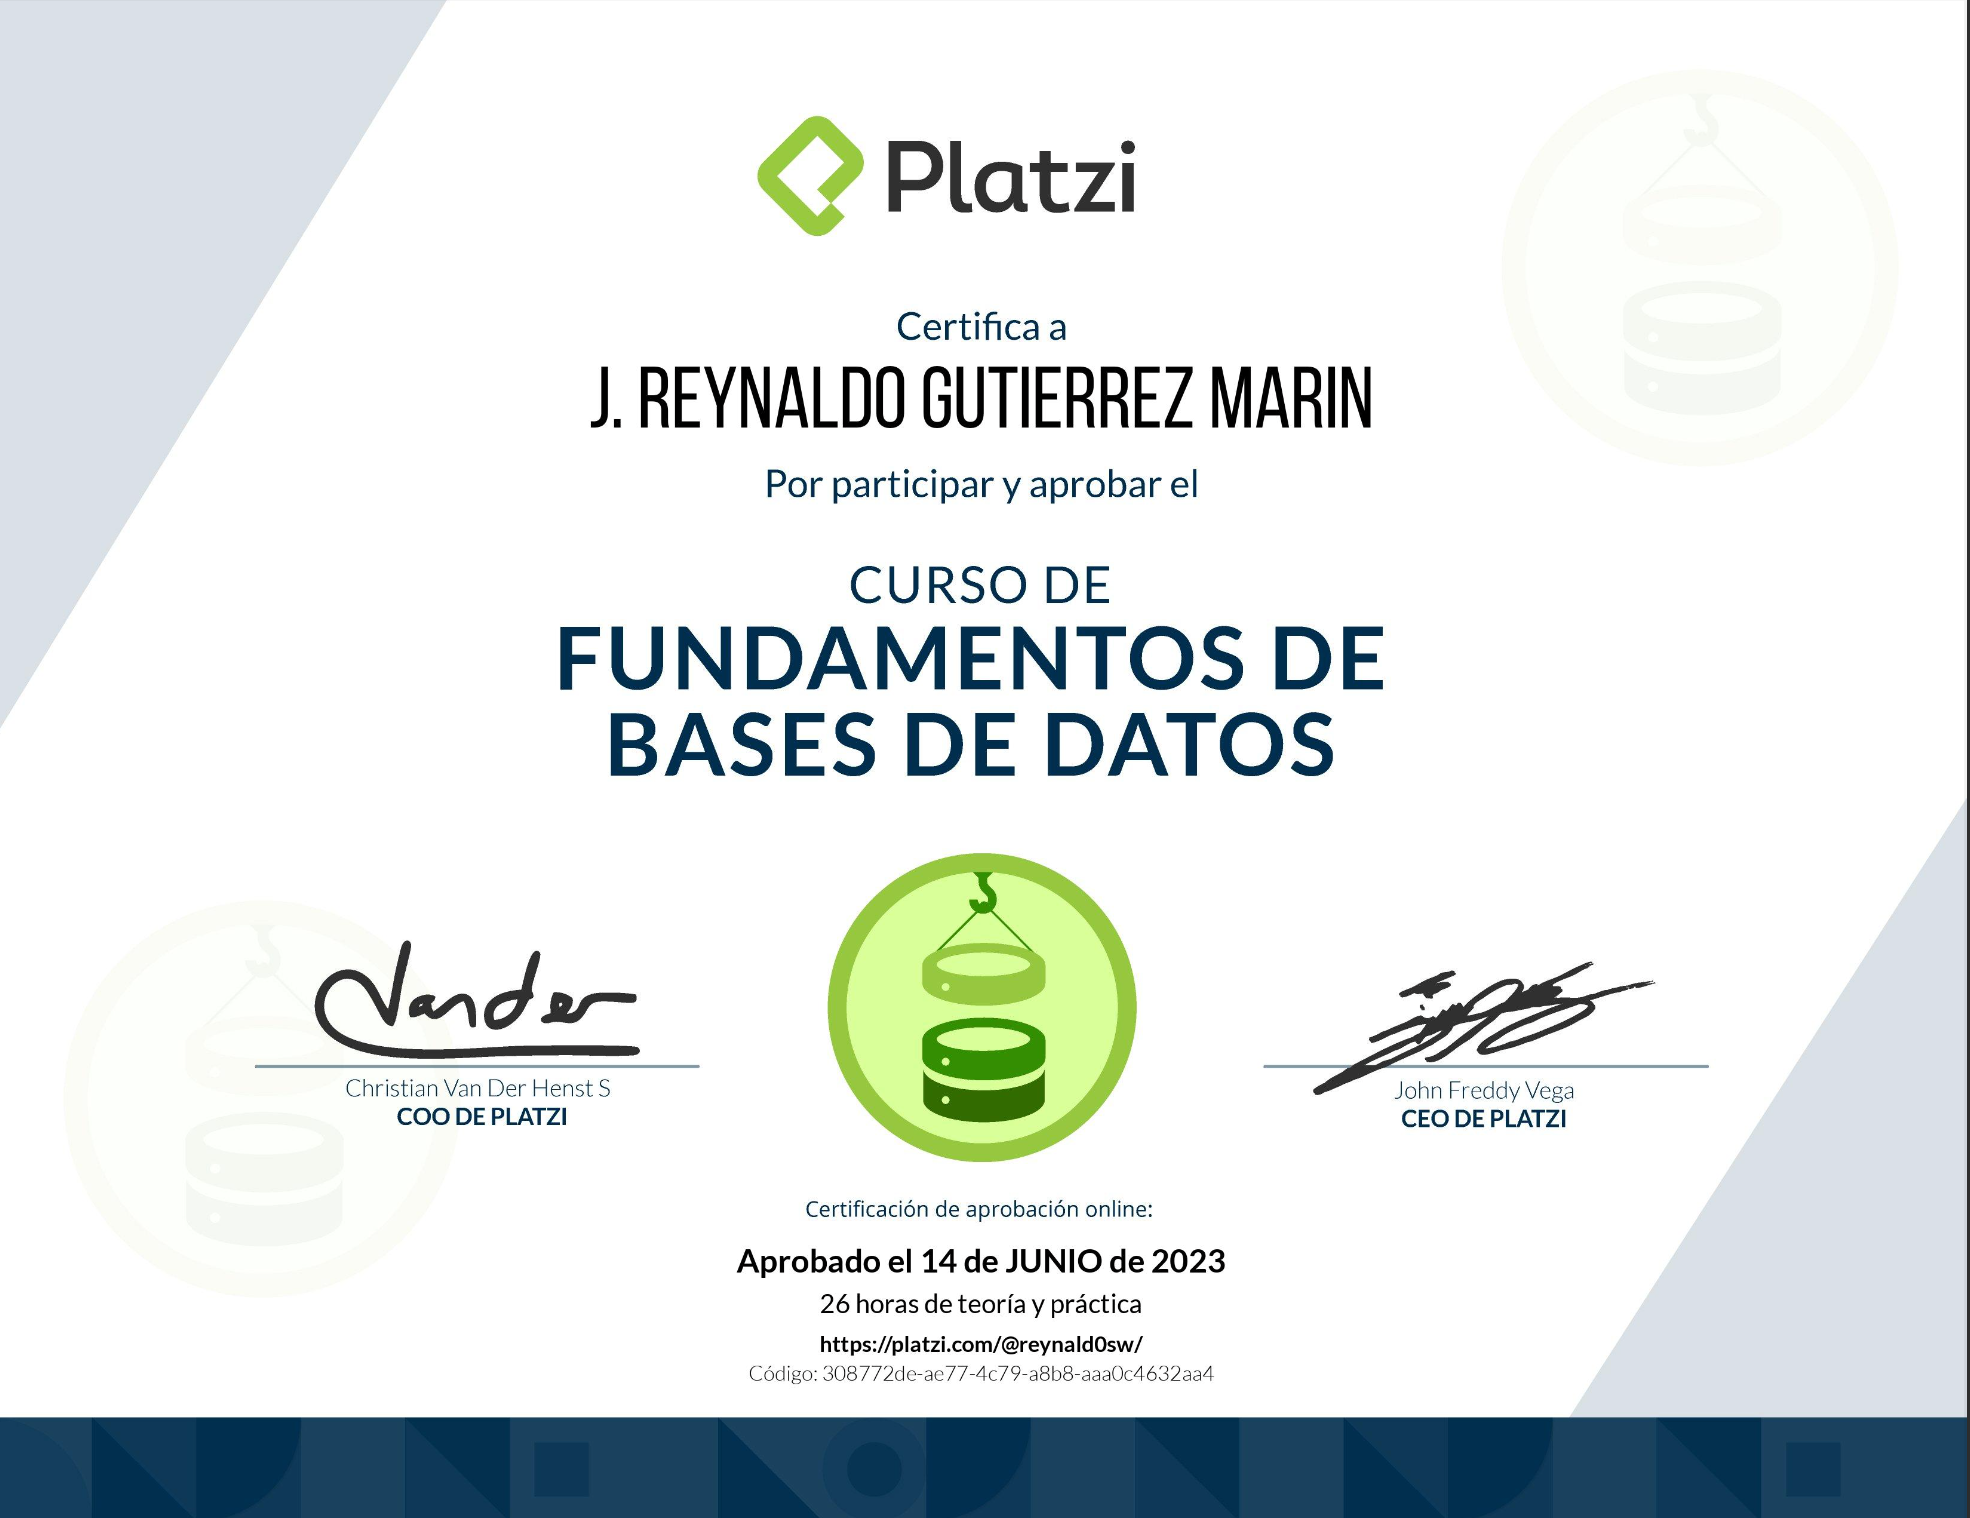 Platzi
Certifica a
J. REYNALDO GUTIERREZ MARIN
Por participar y aprobar el
CURSO DE
FUNDAMENTOS DE
BASES DE DATOS
Vander
Christian Van Der Henst S
COO DE PLATZI
John Freddy Vega
CEO DE PLATZI
Certificación de aprobación online:
Aprobado el 14 de JUNIO de 2023
26 horas de teoría y práctica
https://platzi.com/@reynald0sw/
Código: 308772de-ae77-4c79-a8b8-aaa0c4632aa4